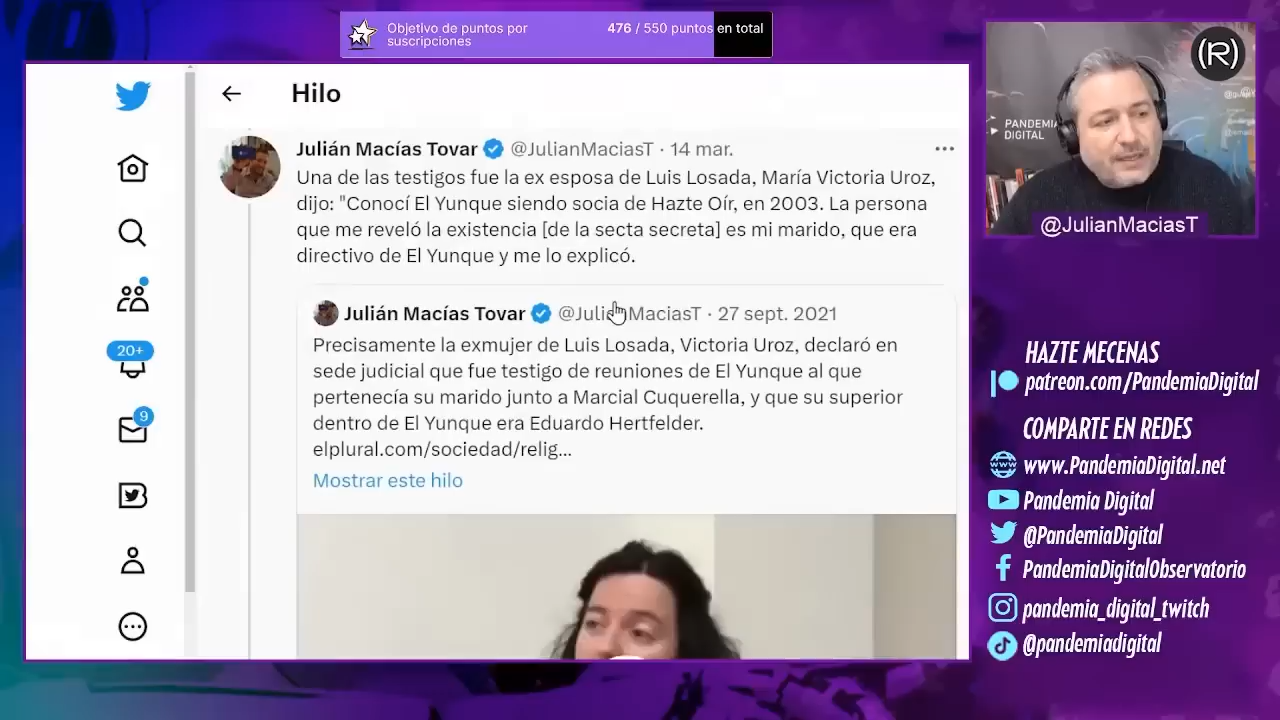 Objetivo de puntos por
suscripciones
476 / 550 puntos en total
Hilo
Julián Macías Tovar @JulianMaciasT · 14 mar.
Una de las testigos fue la ex esposa de Luis Losada, María Victoria Uroz,
dijo: "Conocí El Yunque siendo socia de Hazte Oír, en 2003. La persona
que me reveló la existencia [de la secta secreta] es mi marido, que era
directivo de El Yunque y me lo explicó.
Julián Macías Tovar @JulianMaciasT · 27 sept. 2021
Precisamente la exmujer de Luis Losada, Victoria Uroz, declaró en
sede judicial que fue testigo de reuniones de El Yunque al que
pertenecía su marido junto a Marcial Cuquerella, y que su superior
dentro de El Yunque era Eduardo Hertfelder.
elplural.com/sociedad/relig...
Mostrar este hilo
20+
9
(R)
PANDEMIA
DIGITAL
@JulianMaciasT
HAZTE MECENAS
patreon.com/PandemiaDigital
COMPARTE EN REDES
www.PandemiaDigital.net
Pandemia Digital
@PandemiaDigital
PandemiaDigitalObservatorio
pandemia_digital_twitch
@pandemiadigital